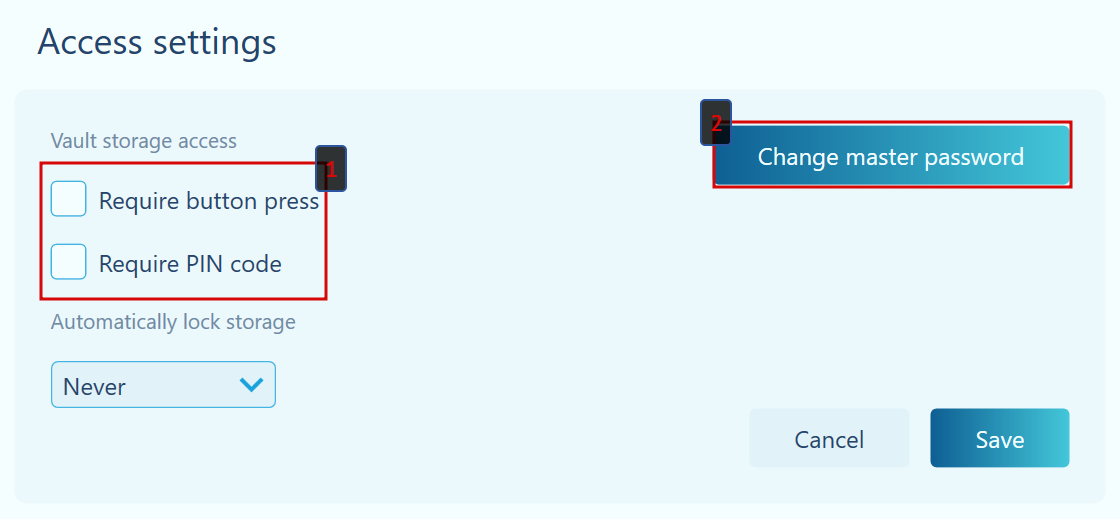 Access settings
Vault storage access
2
Change master password
1
Require button press
Require PIN code
Automatically lock storage
Never
Cancel
Save